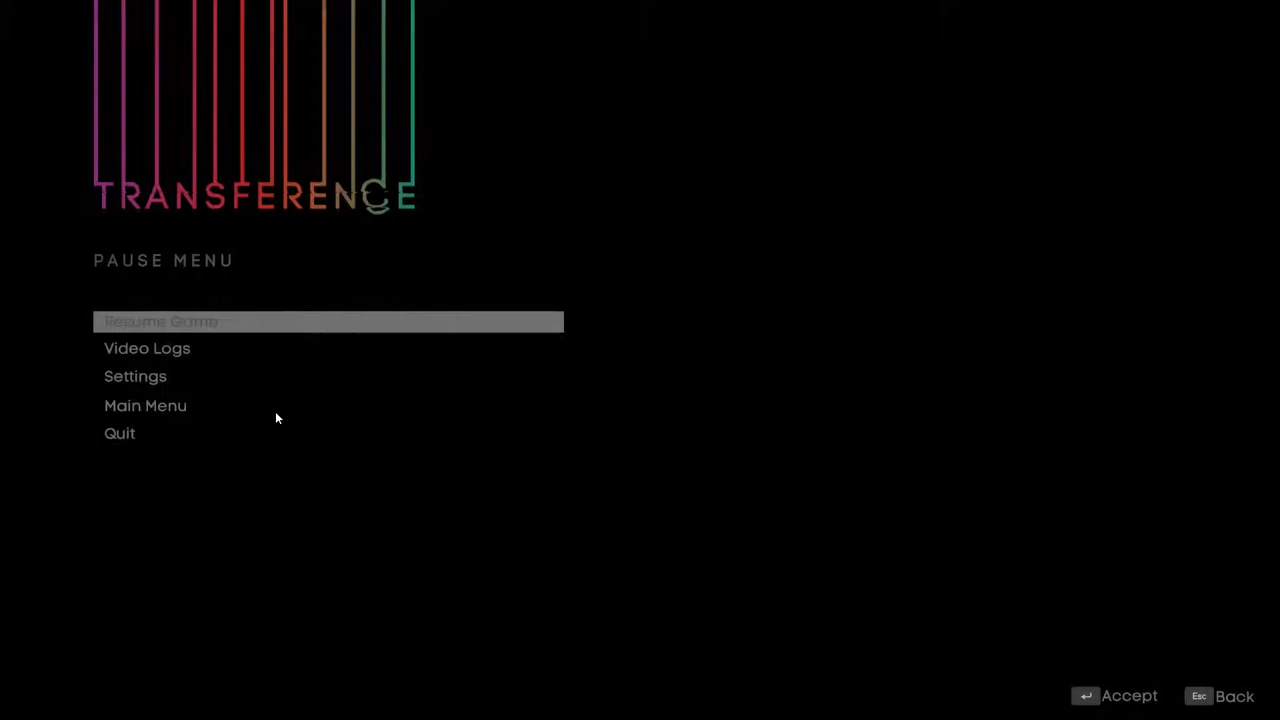 TRANSFERENCE
PAUSE MENU
Resume Game
Video Logs
Settings
Main Menu
Quit
Accept
Esc Back